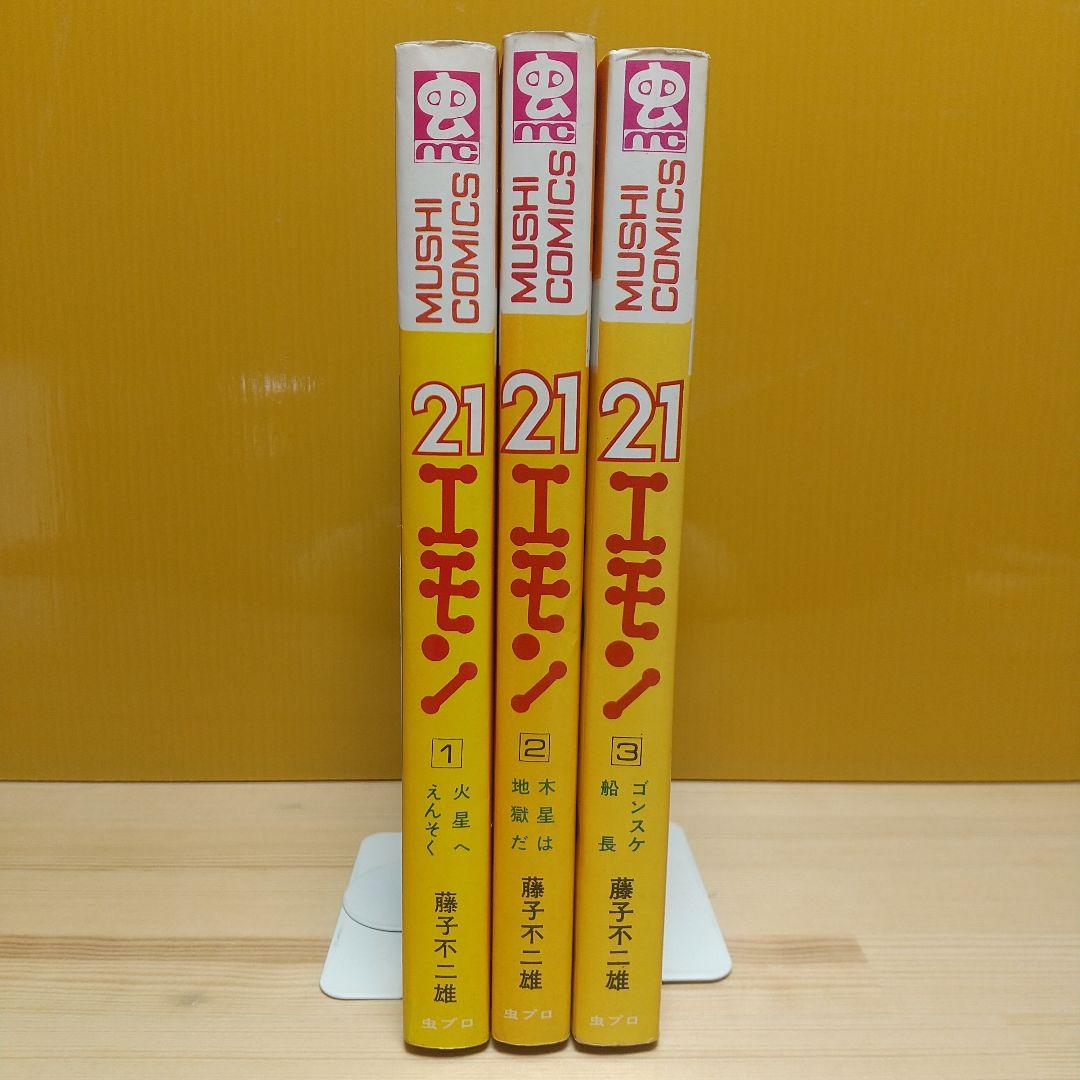 虫
mc
MUSHI
COMICS
21
エモン
1
火星へ
えんそく
藤子不二雄
虫プロ
虫
mc
MUSHI
COMICS
21
エモン
2
木星は
地獄だ
藤子不二雄
虫プロ
虫
mc
MUSHI
COMICS
21
エモン
3
ゴンスケ
船長
藤子不二雄
虫プロ